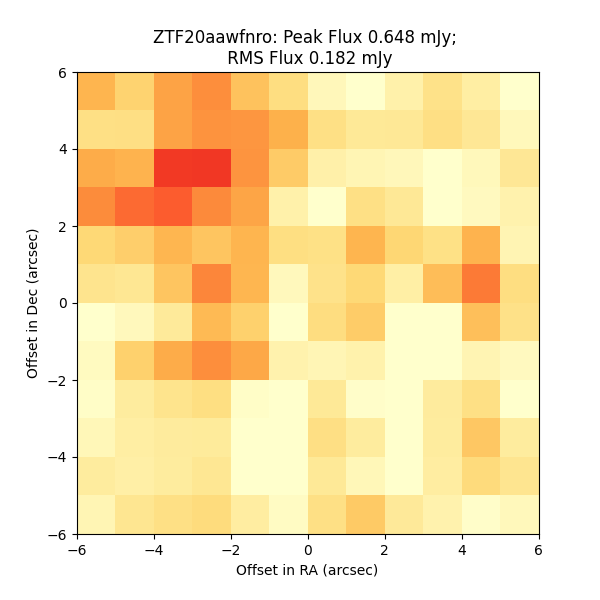 ZTF20aawfnro: Peak Flux 0.648 mJy;
RMS Flux 0.182 mJy
6
4
2
0
−2
−4
−6
Offset in Dec (arcsec)
−6 −4 −2 0 2 4 6
Offset in RA (arcsec)